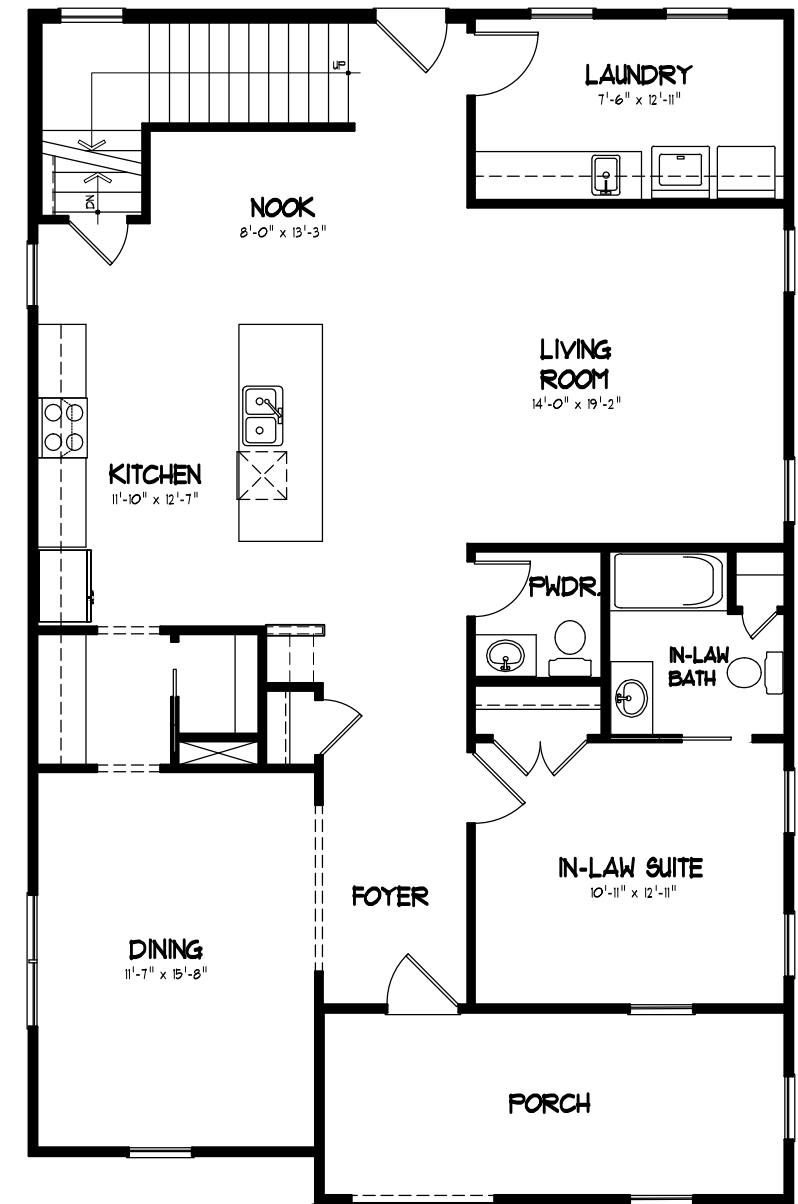 UP
LAUNDRY
7'-6" x 12'-11"
DN
NOOK
8'-0" x 13'-3"
LIVING
ROOM
14'-0" x 19'-2"
KITCHEN
11'-10" x 12'-7"
PWDR.
IN-LAW
BATH
IN-LAW SUITE
10'-11" x 12'-11"
FOYER
DINING
11'-7" x 15'-8"
PORCH